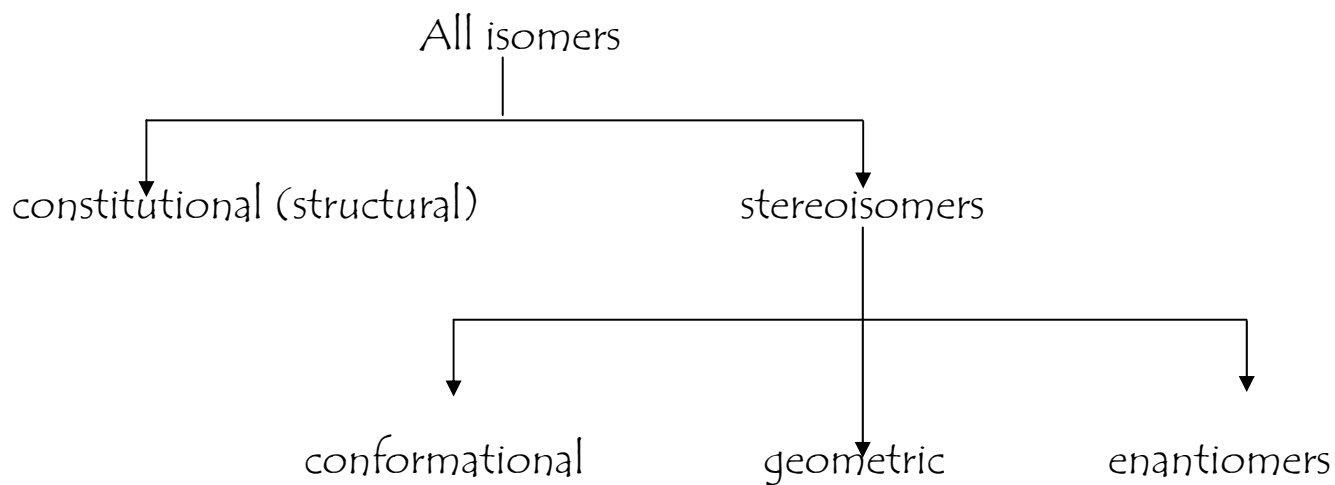 All isomers
constitutional (structural)
stereoisomers
conformational
geometric
enantiomers